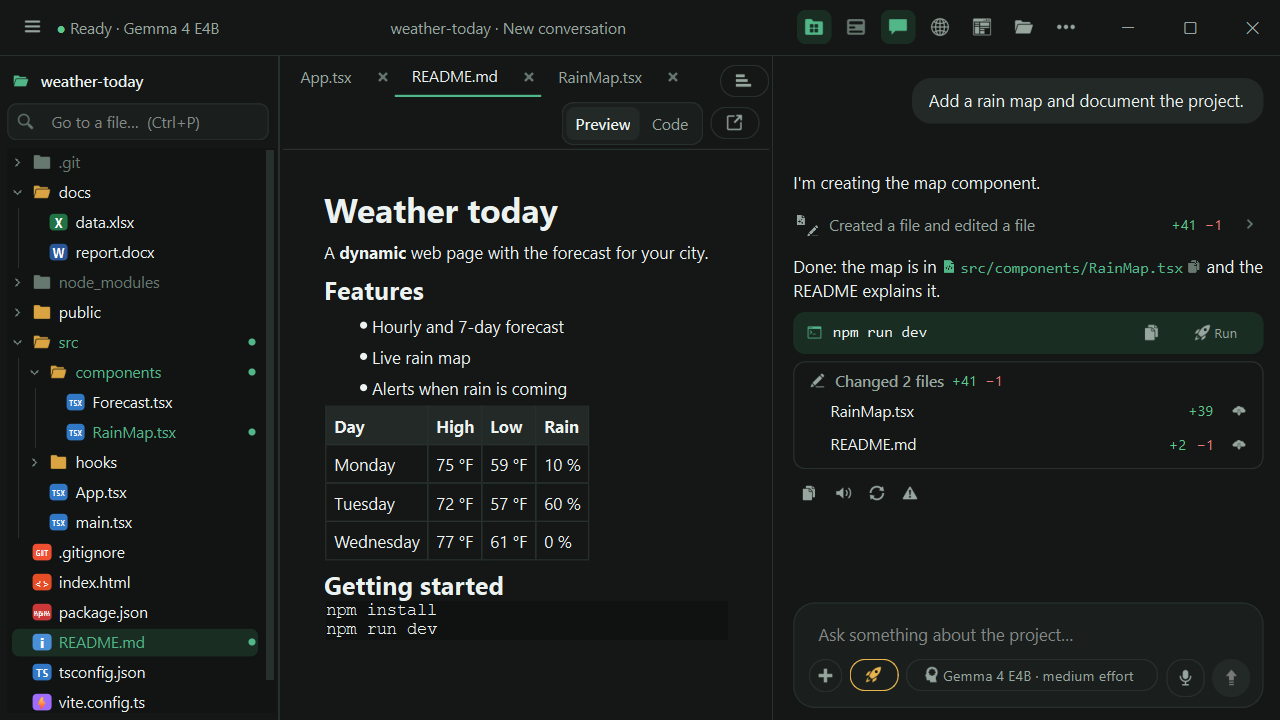 Ready · Gemma 4 E4B
weather-today · New conversation
weather-today
Go to a file... (Ctrl+P)
.git
docs
data.xlsx
report.docx
node_modules
public
src
components
Forecast.tsx
RainMap.tsx
hooks
App.tsx
main.tsx
.gitignore
index.html
package.json
README.md
tsconfig.json
vite.config.ts
App.tsx
README.md
RainMap.tsx
Preview
Code
Weather today
A dynamic web page with the forecast for your city.
Features
Hourly and 7-day forecast
Live rain map
Alerts when rain is coming
Day High Low Rain
Monday 75 °F 59 °F 10 %
Tuesday 72 °F 57 °F 60 %
Wednesday 77 °F 61 °F 0 %
Getting started
npm install
npm run dev
Add a rain map and document the project.
I'm creating the map component.
Created a file and edited a file +41 −1
Done: the map is in src/components/RainMap.tsx and the
README explains it.
npm run dev
Run
Changed 2 files +41 −1
RainMap.tsx +39
README.md +2 −1
Ask something about the project...
Gemma 4 E4B · medium effort